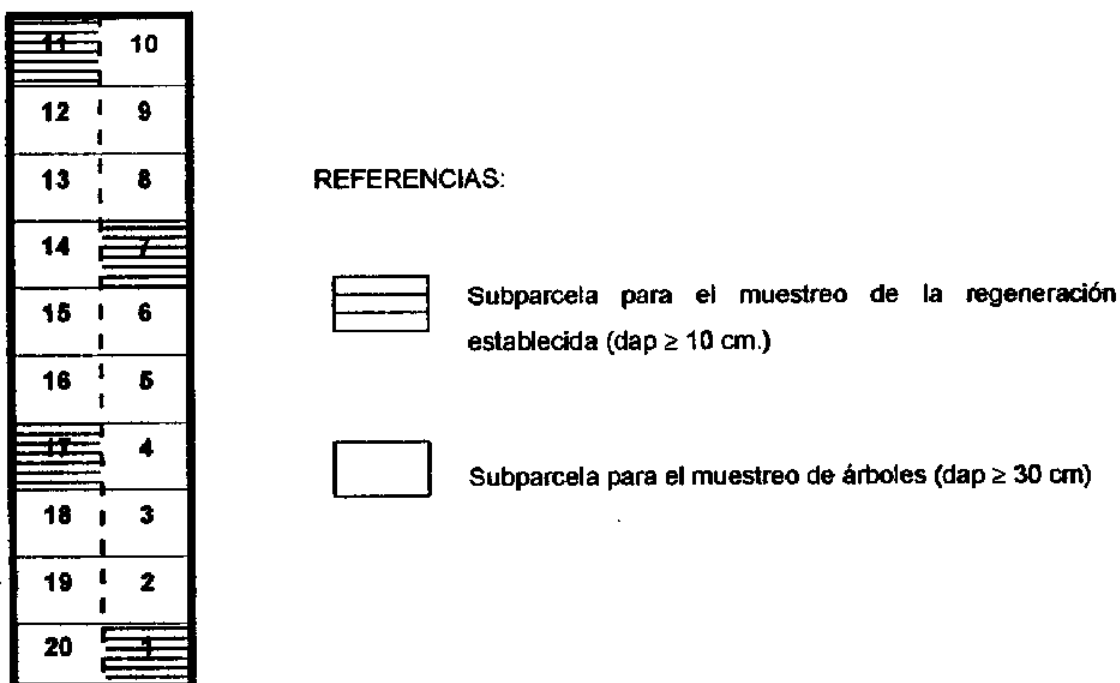 11 10
12 9
13 8
14 7
15 6
16 5
17 4
18 3
19 2
20 1
REFERENCIAS:
Subparcela para el muestreo de la regeneración
establecida (dap ≥ 10 cm.)
Subparcela para el muestreo de árboles (dap ≥ 30 cm)